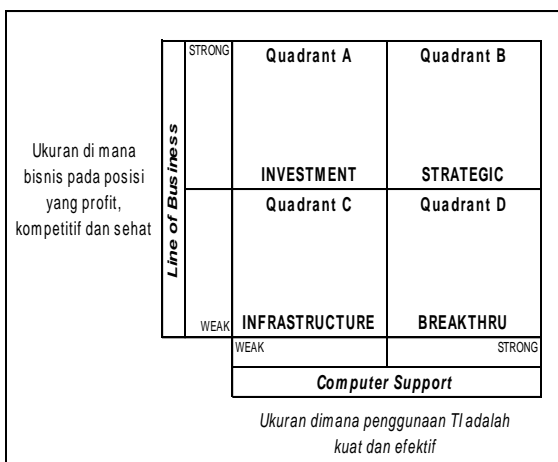 STRONG
Quadrant A
Quadrant B
Ukuran di mana
bisnis pada posisi
yang profit,
kompetitif dan sehat
Line of Business
INVESTMENT
STRATEGIC
Quadrant C
Quadrant D
WEAK
INFRASTRUCTURE
BREAKTHRU
WEAK
STRONG
Computer Support
Ukuran dimana penggunaan TI adalah
kuat dan efektif